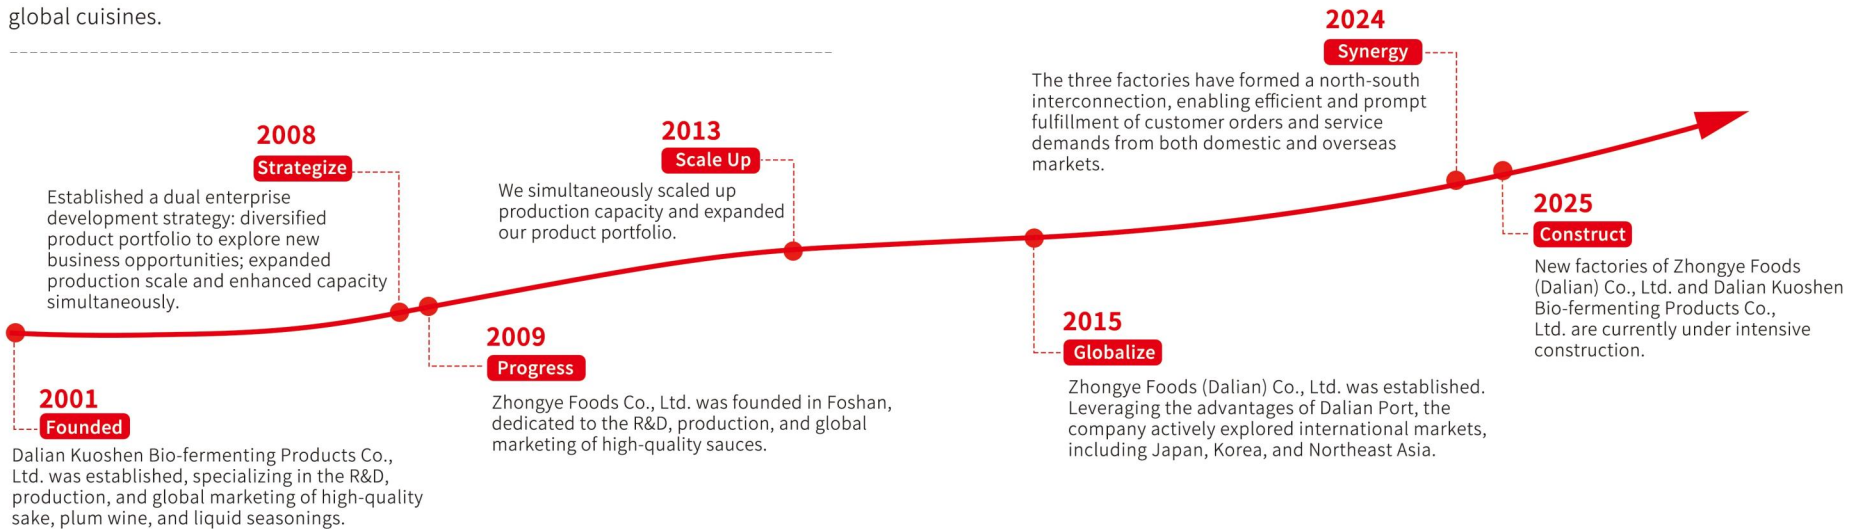 global cuisines.
2001
Founded
Dalian Kuoshen Bio-fermenting Products Co.,
Ltd. was established, specializing in the R&D,
production, and global marketing of high-quality
sake, plum wine, and liquid seasonings.
2008
Strategize
Established a dual enterprise
development strategy: diversified
product portfolio to explore new
business opportunities; expanded
production scale and enhanced capacity
simultaneously.
2009
Progress
Zhongye Foods Co., Ltd. was founded in Foshan,
dedicated to the R&D, production, and global
marketing of high-quality sauces.
2013
Scale Up
We simultaneously scaled up
production capacity and expanded
our product portfolio.
2015
Globalize
Zhongye Foods (Dalian) Co., Ltd. was established.
Leveraging the advantages of Dalian Port, the
company actively explored international markets,
including Japan, Korea, and Northeast Asia.
2024
Synergy
The three factories have formed a north-south
interconnection, enabling efficient and prompt
fulfillment of customer orders and service
demands from both domestic and overseas
markets.
2025
Construct
New factories of Zhongye Foods
(Dalian) Co., Ltd. and Dalian Kuoshen
Bio-fermenting Products Co.,
Ltd. are currently under intensive
construction.